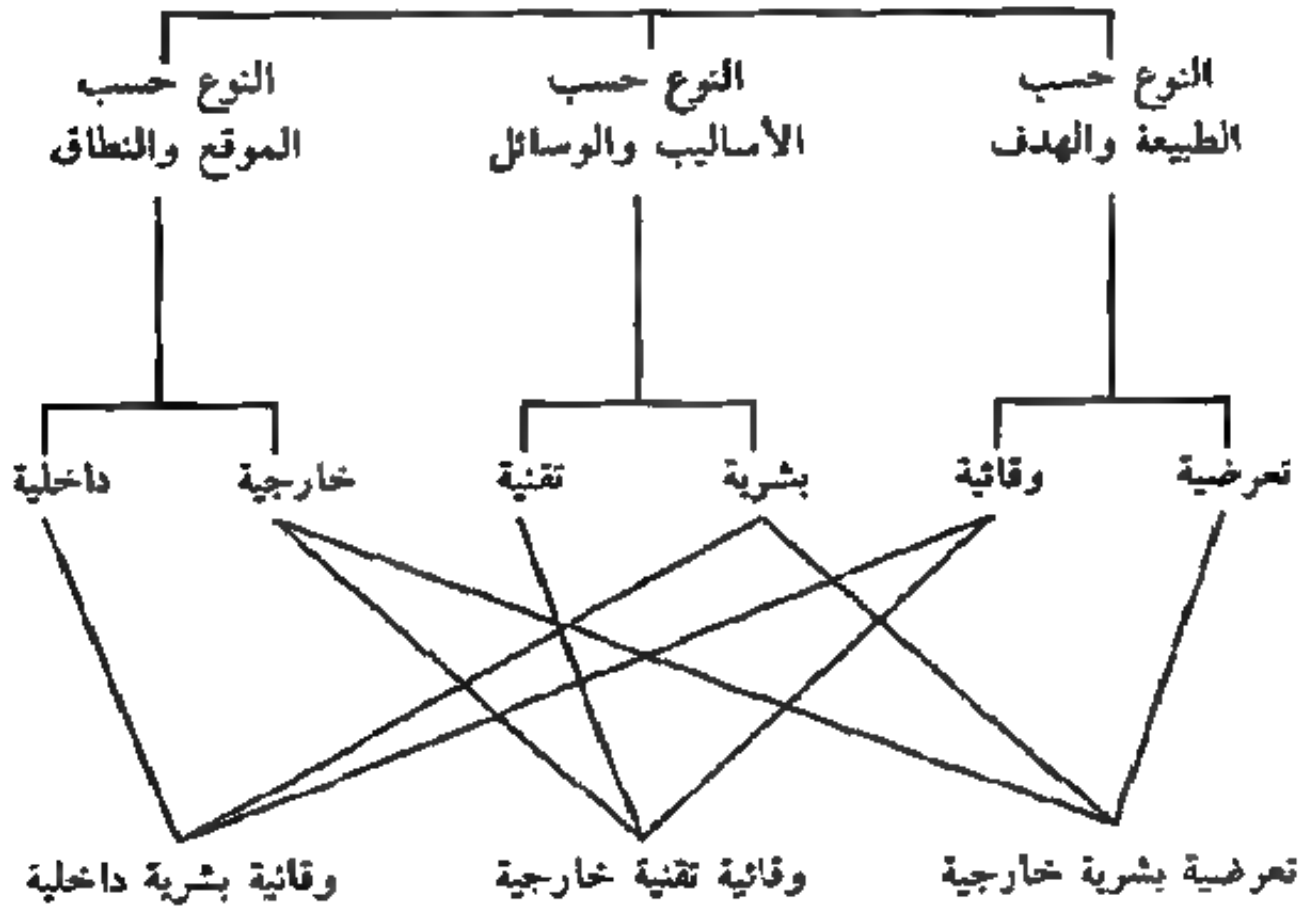 النوع حسب
الطبيعة والهدف
النوع حسب
الأساليب والوسائل
النوع حسب
الموقع والنطاق
تعرضية
وقائية
بشرية
تقنية
خارجية
داخلية
تعرضية بشرية خارجية
وقائية تقنية خارجية
وقائية بشرية داخلية